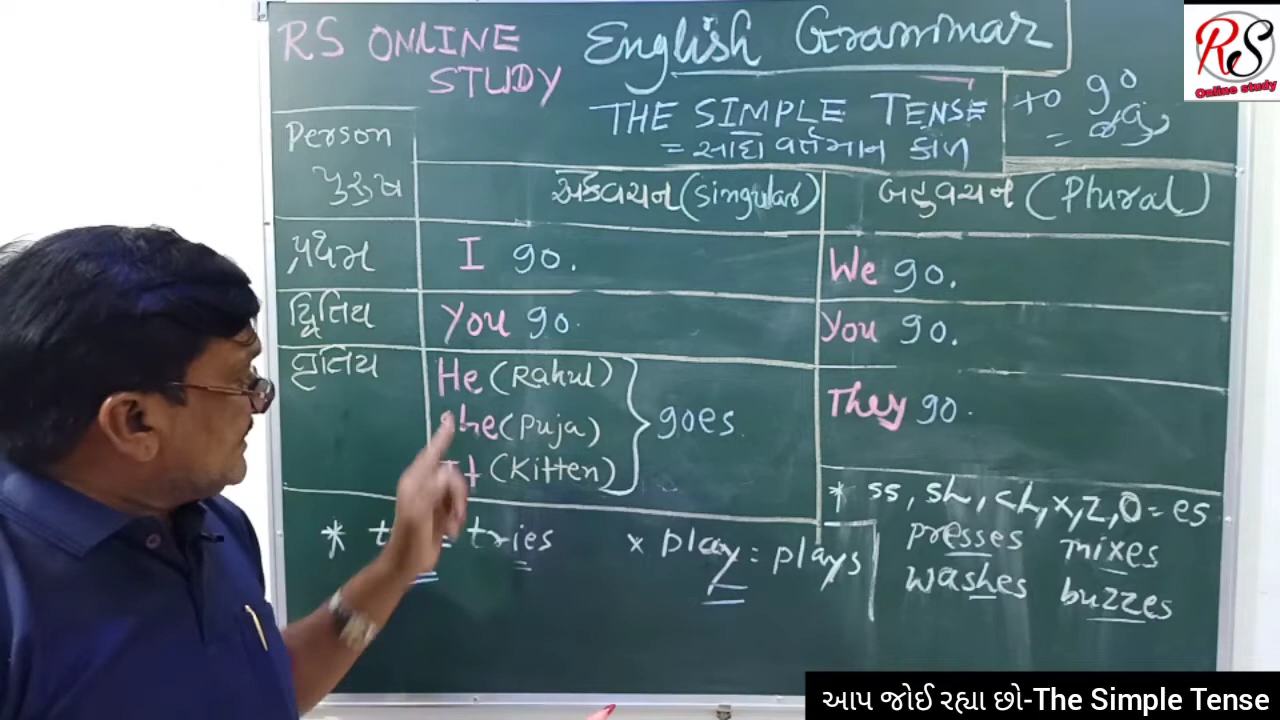 RS ONLINE STUDY
English Grammar
THE SIMPLE TENSE
= સાદો વર્તમાન કાળ
to go
= જવું
Person
પુરુષ
એકવચન (Singular)
બહુવચન (Plural)
પ્રથમ
I go.
We go.
દ્વિતિય
You go.
You go.
તૃતિય
He (Rahul)
She (Puja)
It (Kitten)
goes
They go.
* ss, sh, ch, x, z, o = es
presses
mixes
washes
buzzes
* = tries
× play = plays
RS
Online study
આપ જોઈ રહ્યા છો-The Simple Tense